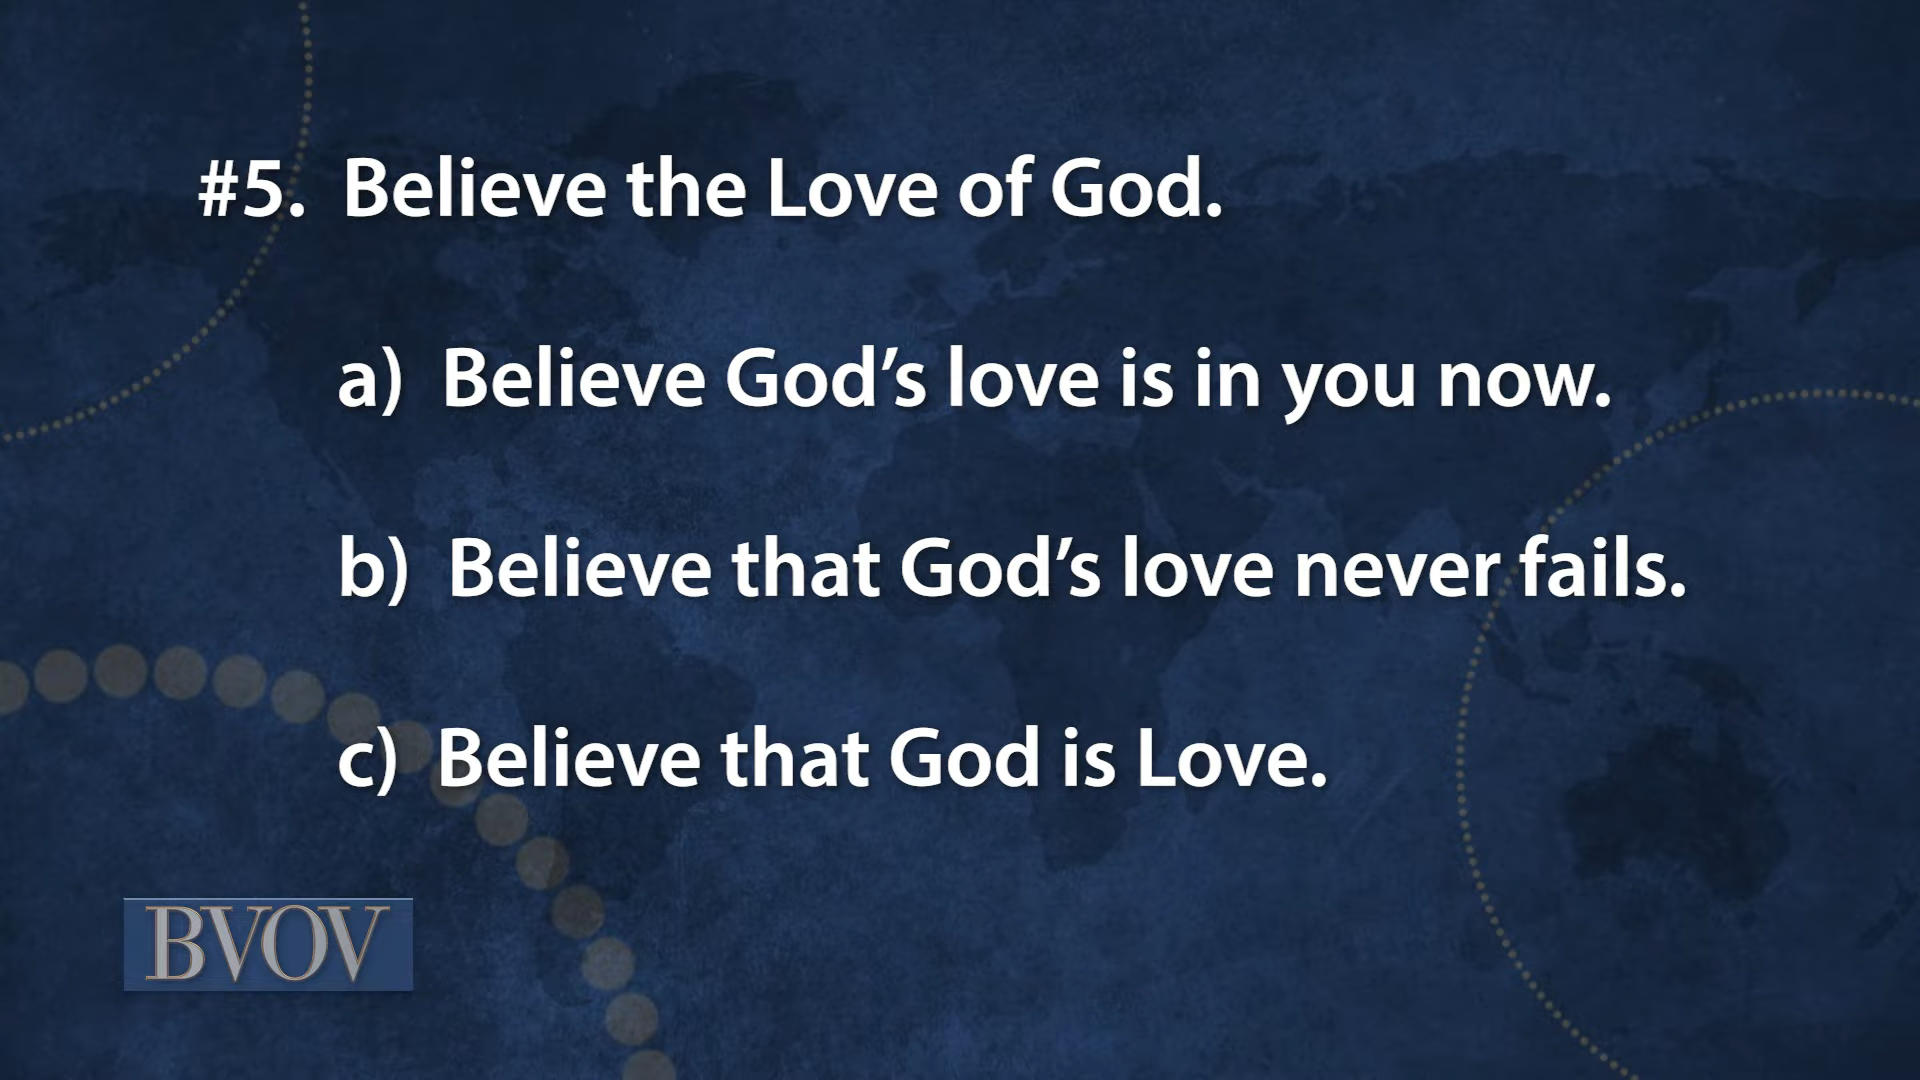 #5. Believe the Love of God.
a) Believe God’s love is in you now.
b) Believe that God’s love never fails.
c) Believe that God is Love.
BVOV